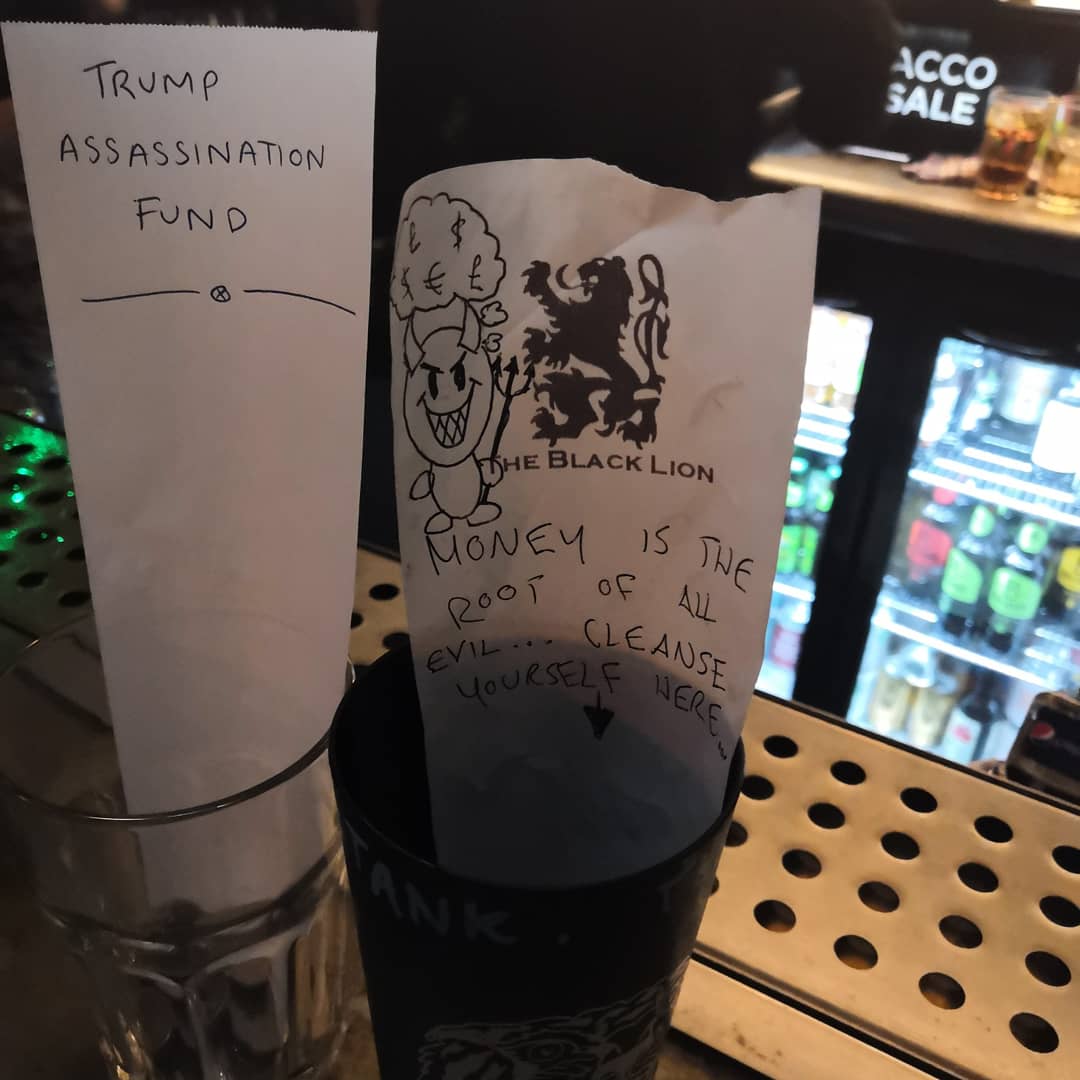 TRUMP
ASSASSINATION
FUND
£ $
$ € £
THE BLACK LION
MONEY IS THE
ROOT OF ALL
EVIL... CLEANSE
YOURSELF HERE...
TANK.
ACCO
SALE